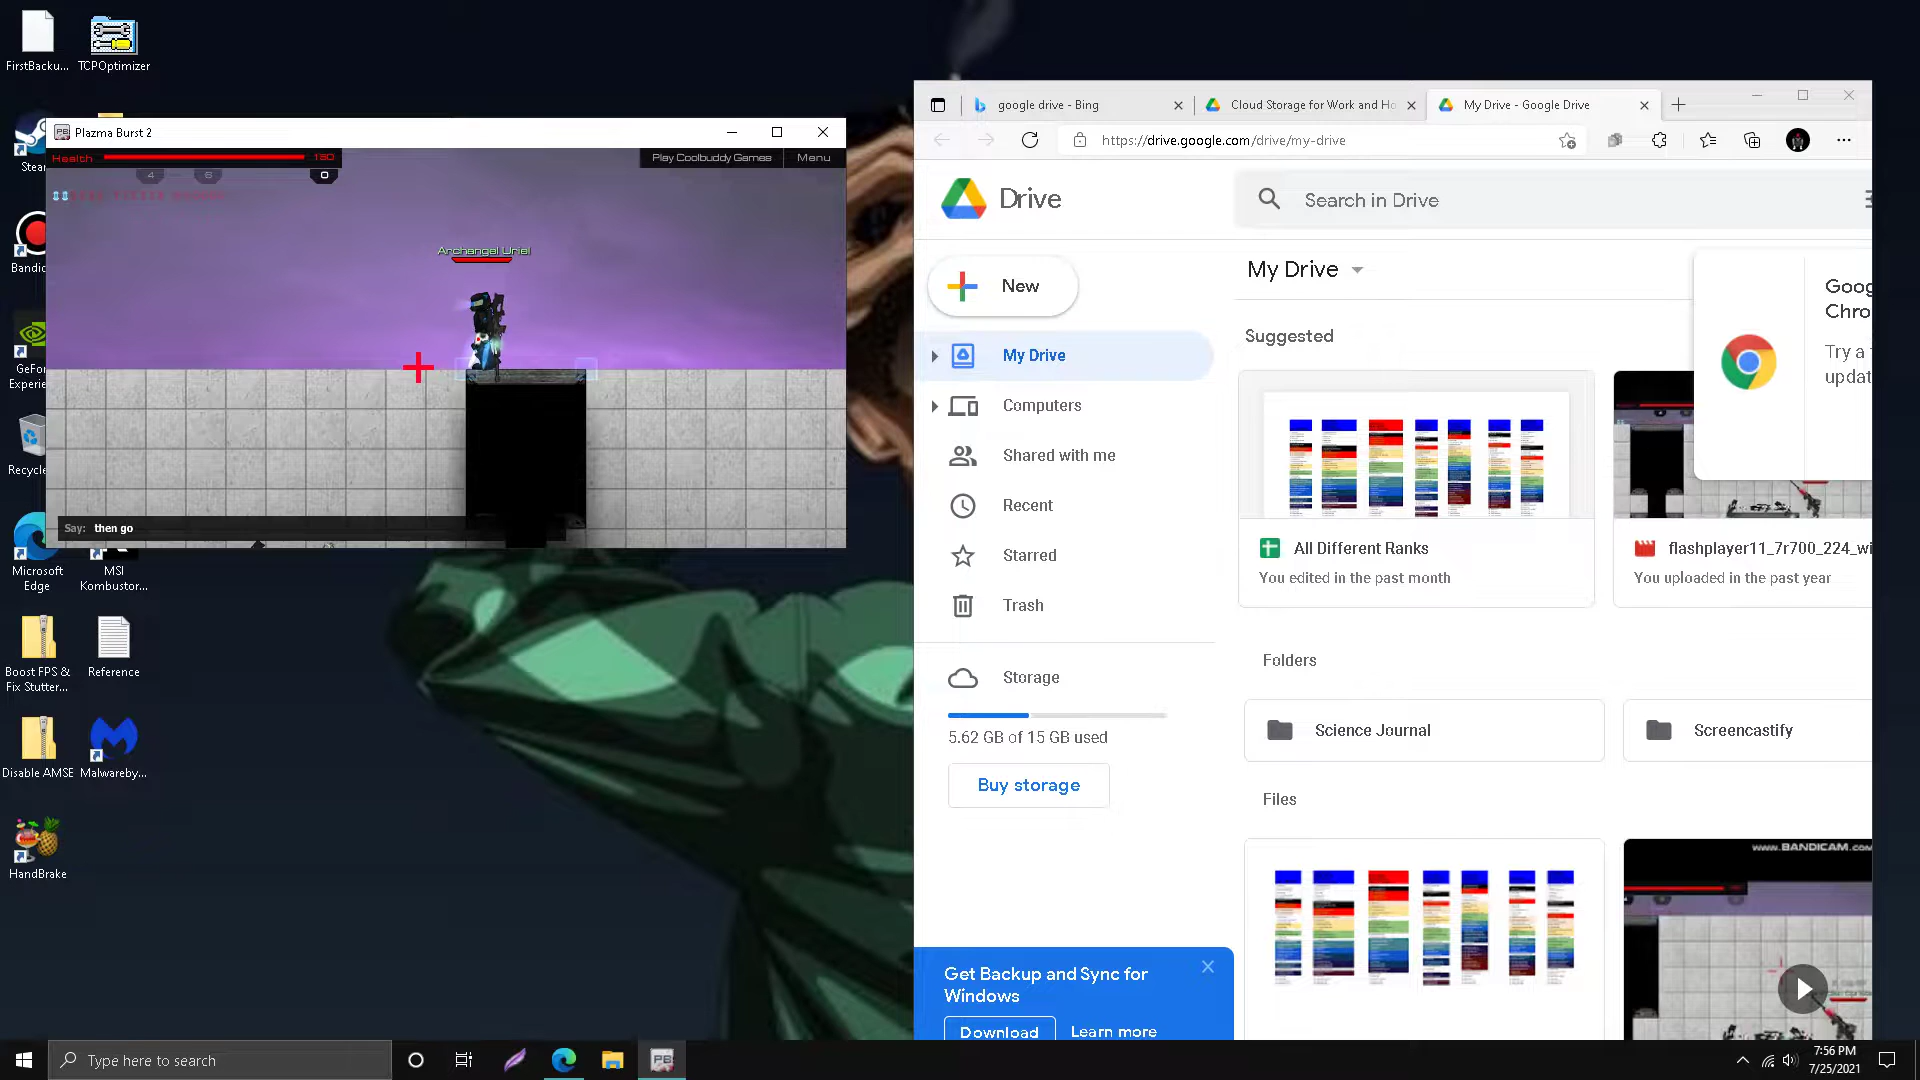 FirstBacku...
TCPOptimizer
Plazma Burst 2
Health
Play Coolbuddy Games
Menu
4
0
Archangel Uriel
Say: then go
Microsoft
Edge
MSI
Kombustor...
Boost FPS &
Fix Stutter...
Reference
Disable AMSE
Malwareby...
HandBrake
google drive - Bing
Cloud Storage for Work and Ho
My Drive - Google Drive
https://drive.google.com/drive/my-drive
Drive
Search in Drive
New
My Drive
Computers
Shared with me
Recent
Starred
Trash
Storage
5.62 GB of 15 GB used
Buy storage
Get Backup and Sync for
Windows
Download
Learn more
My Drive
Suggested
Goog
Chro
Try a
updat
All Different Ranks
You edited in the past month
flashplayer11_7r700_224_wi
You uploaded in the past year
Folders
Science Journal
Screencastify
Files
www.BANDICAM.com
Type here to search
PB
7:56 PM
7/25/2021